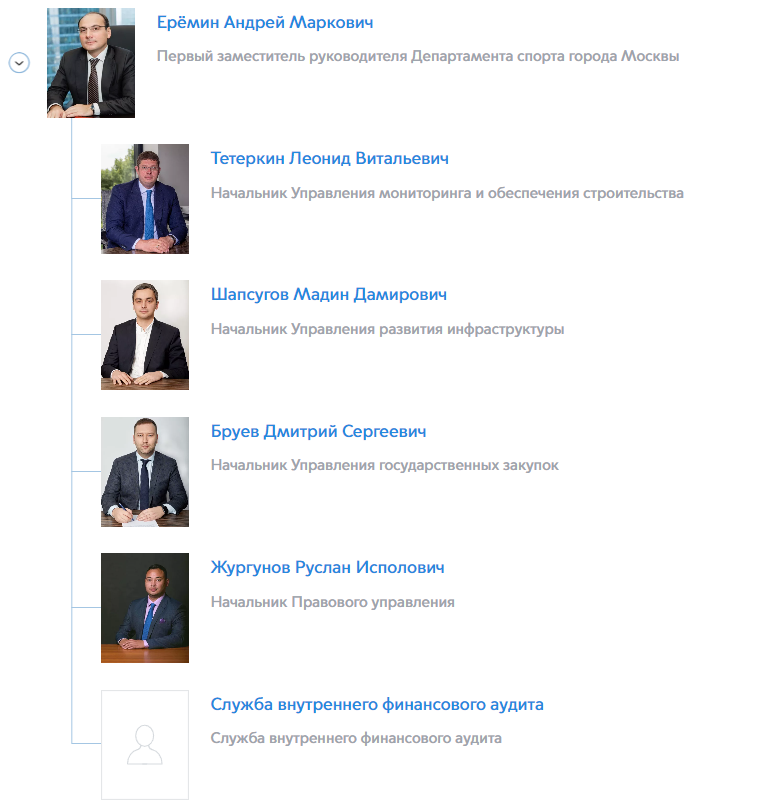 Ерёмин Андрей Маркович
Первый заместитель руководителя Департамента спорта города Москвы
Тетеркин Леонид Витальевич
Начальник Управления мониторинга и обеспечения строительства
Шапсугов Мадин Дамирович
Начальник Управления развития инфраструктуры
Бруев Дмитрий Сергеевич
Начальник Управления государственных закупок
Жургунов Руслан Исполович
Начальник Правового управления
Служба внутреннего финансового аудита
Служба внутреннего финансового аудита